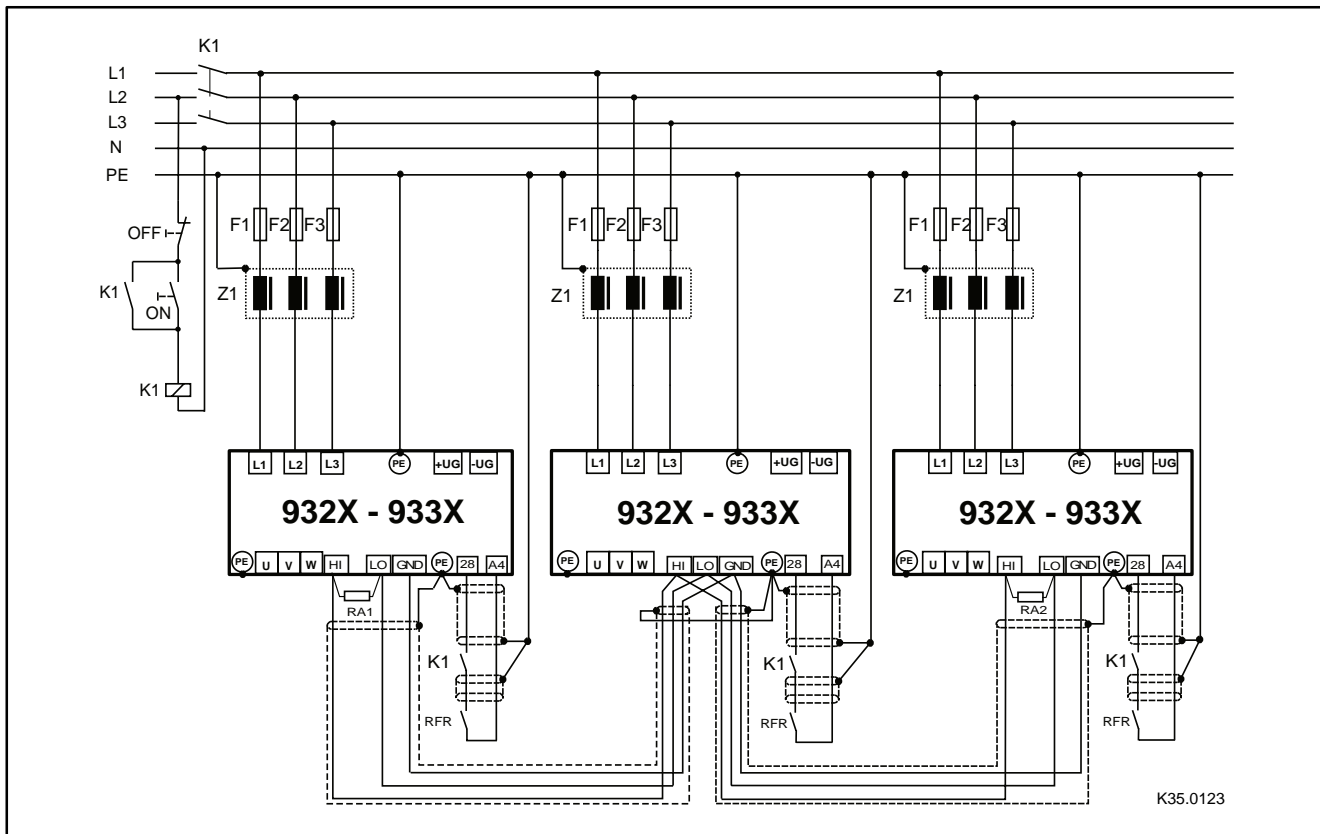 K1
L1
L2
L3
N
PE
OFF
K1
ON
K1
F1 F2 F3
Z1
F1 F2 F3
Z1
F1 F2 F3
Z1
L1 L2 L3 PE +UG -UG
932X - 933X
PE U V W HI LO GND PE 28 A4
RA1
K1
RFR
L1 L2 L3 PE +UG -UG
932X - 933X
PE U V W HI LO GND PE 28 A4
K1
RFR
L1 L2 L3 PE +UG -UG
932X - 933X
PE U V W HI LO GND PE 28 A4
RA2
K1
RFR
K35.0123